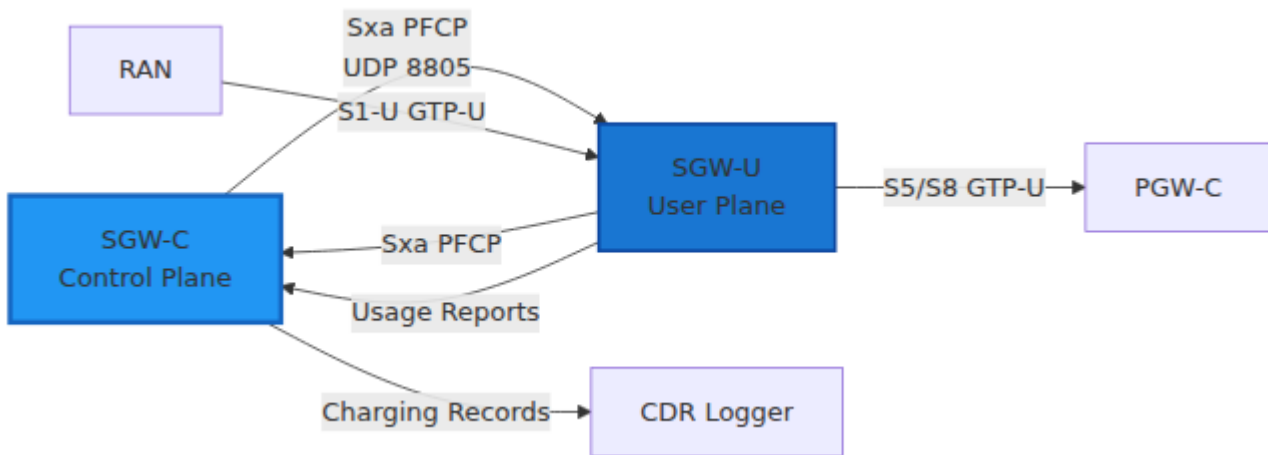 Sxa PFCP
UDP 8805
RAN
S1-U GTP-U
SGW-U
User Plane
S5/S8 GTP-U
PGW-C
SGW-C
Control Plane
Sxa PFCP
Usage Reports
Charging Records
CDR Logger